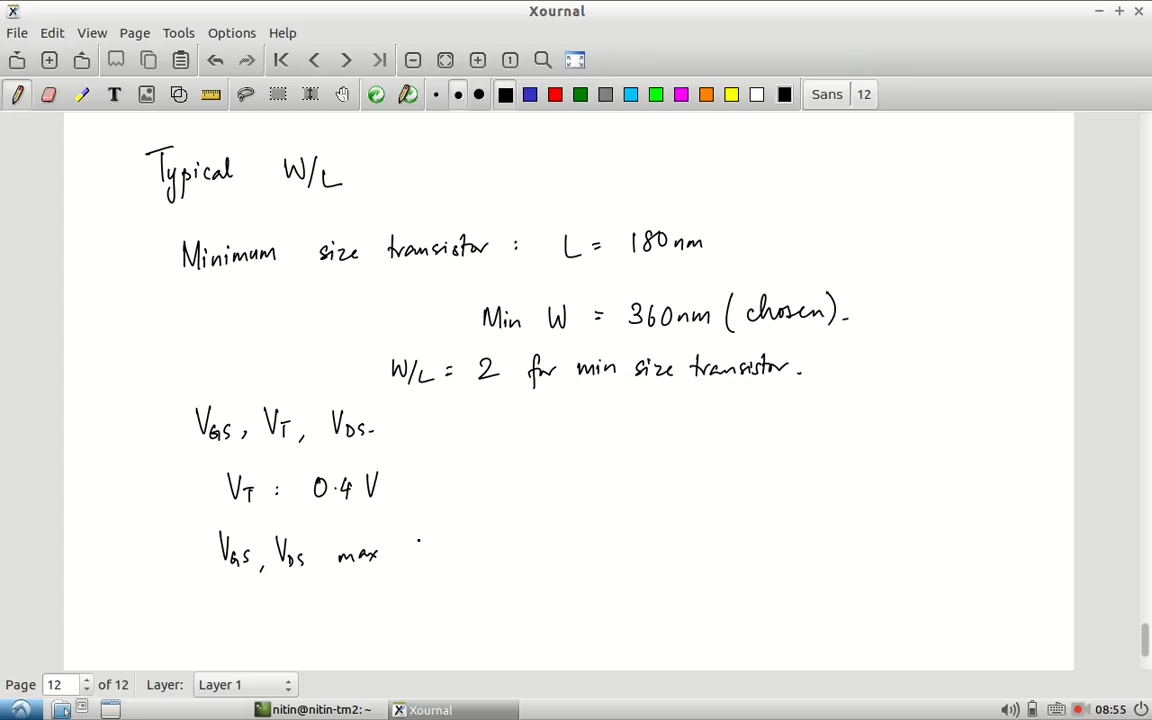 Xournal
File Edit View Page Tools Options Help
Sans 12
Typical W/L
Minimum size transistor : L = 180nm
Min W = 360nm (chosen).
W/L = 2 for min size transistor.
VGS, VT, VDS.
VT : 0.4 V
VGS, VDS max
Page 12 of 12 Layer: Layer 1
nitin@nitin-tm2: ~ Xournal 08:55